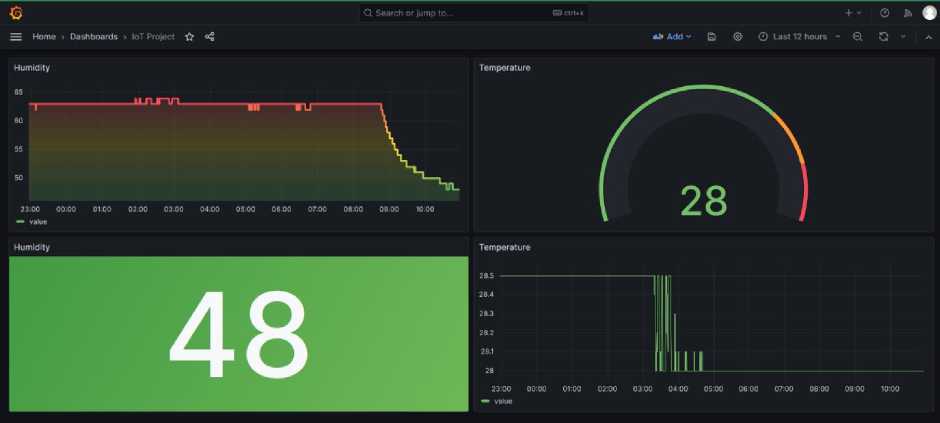 Search or jump to... Ctrl+K
Home › Dashboards › IoT Project Add Last 12 hours
Humidity
65
60
55
50
23:00 00:00 01:00 02:00 03:00 04:00 05:00 06:00 07:00 08:00 09:00 10:00
value
Temperature
28
Humidity
48
Temperature
28.5
28.4
28.3
28.2
28.1
28
23:00 00:00 01:00 02:00 03:00 04:00 05:00 06:00 07:00 08:00 09:00 10:00
value